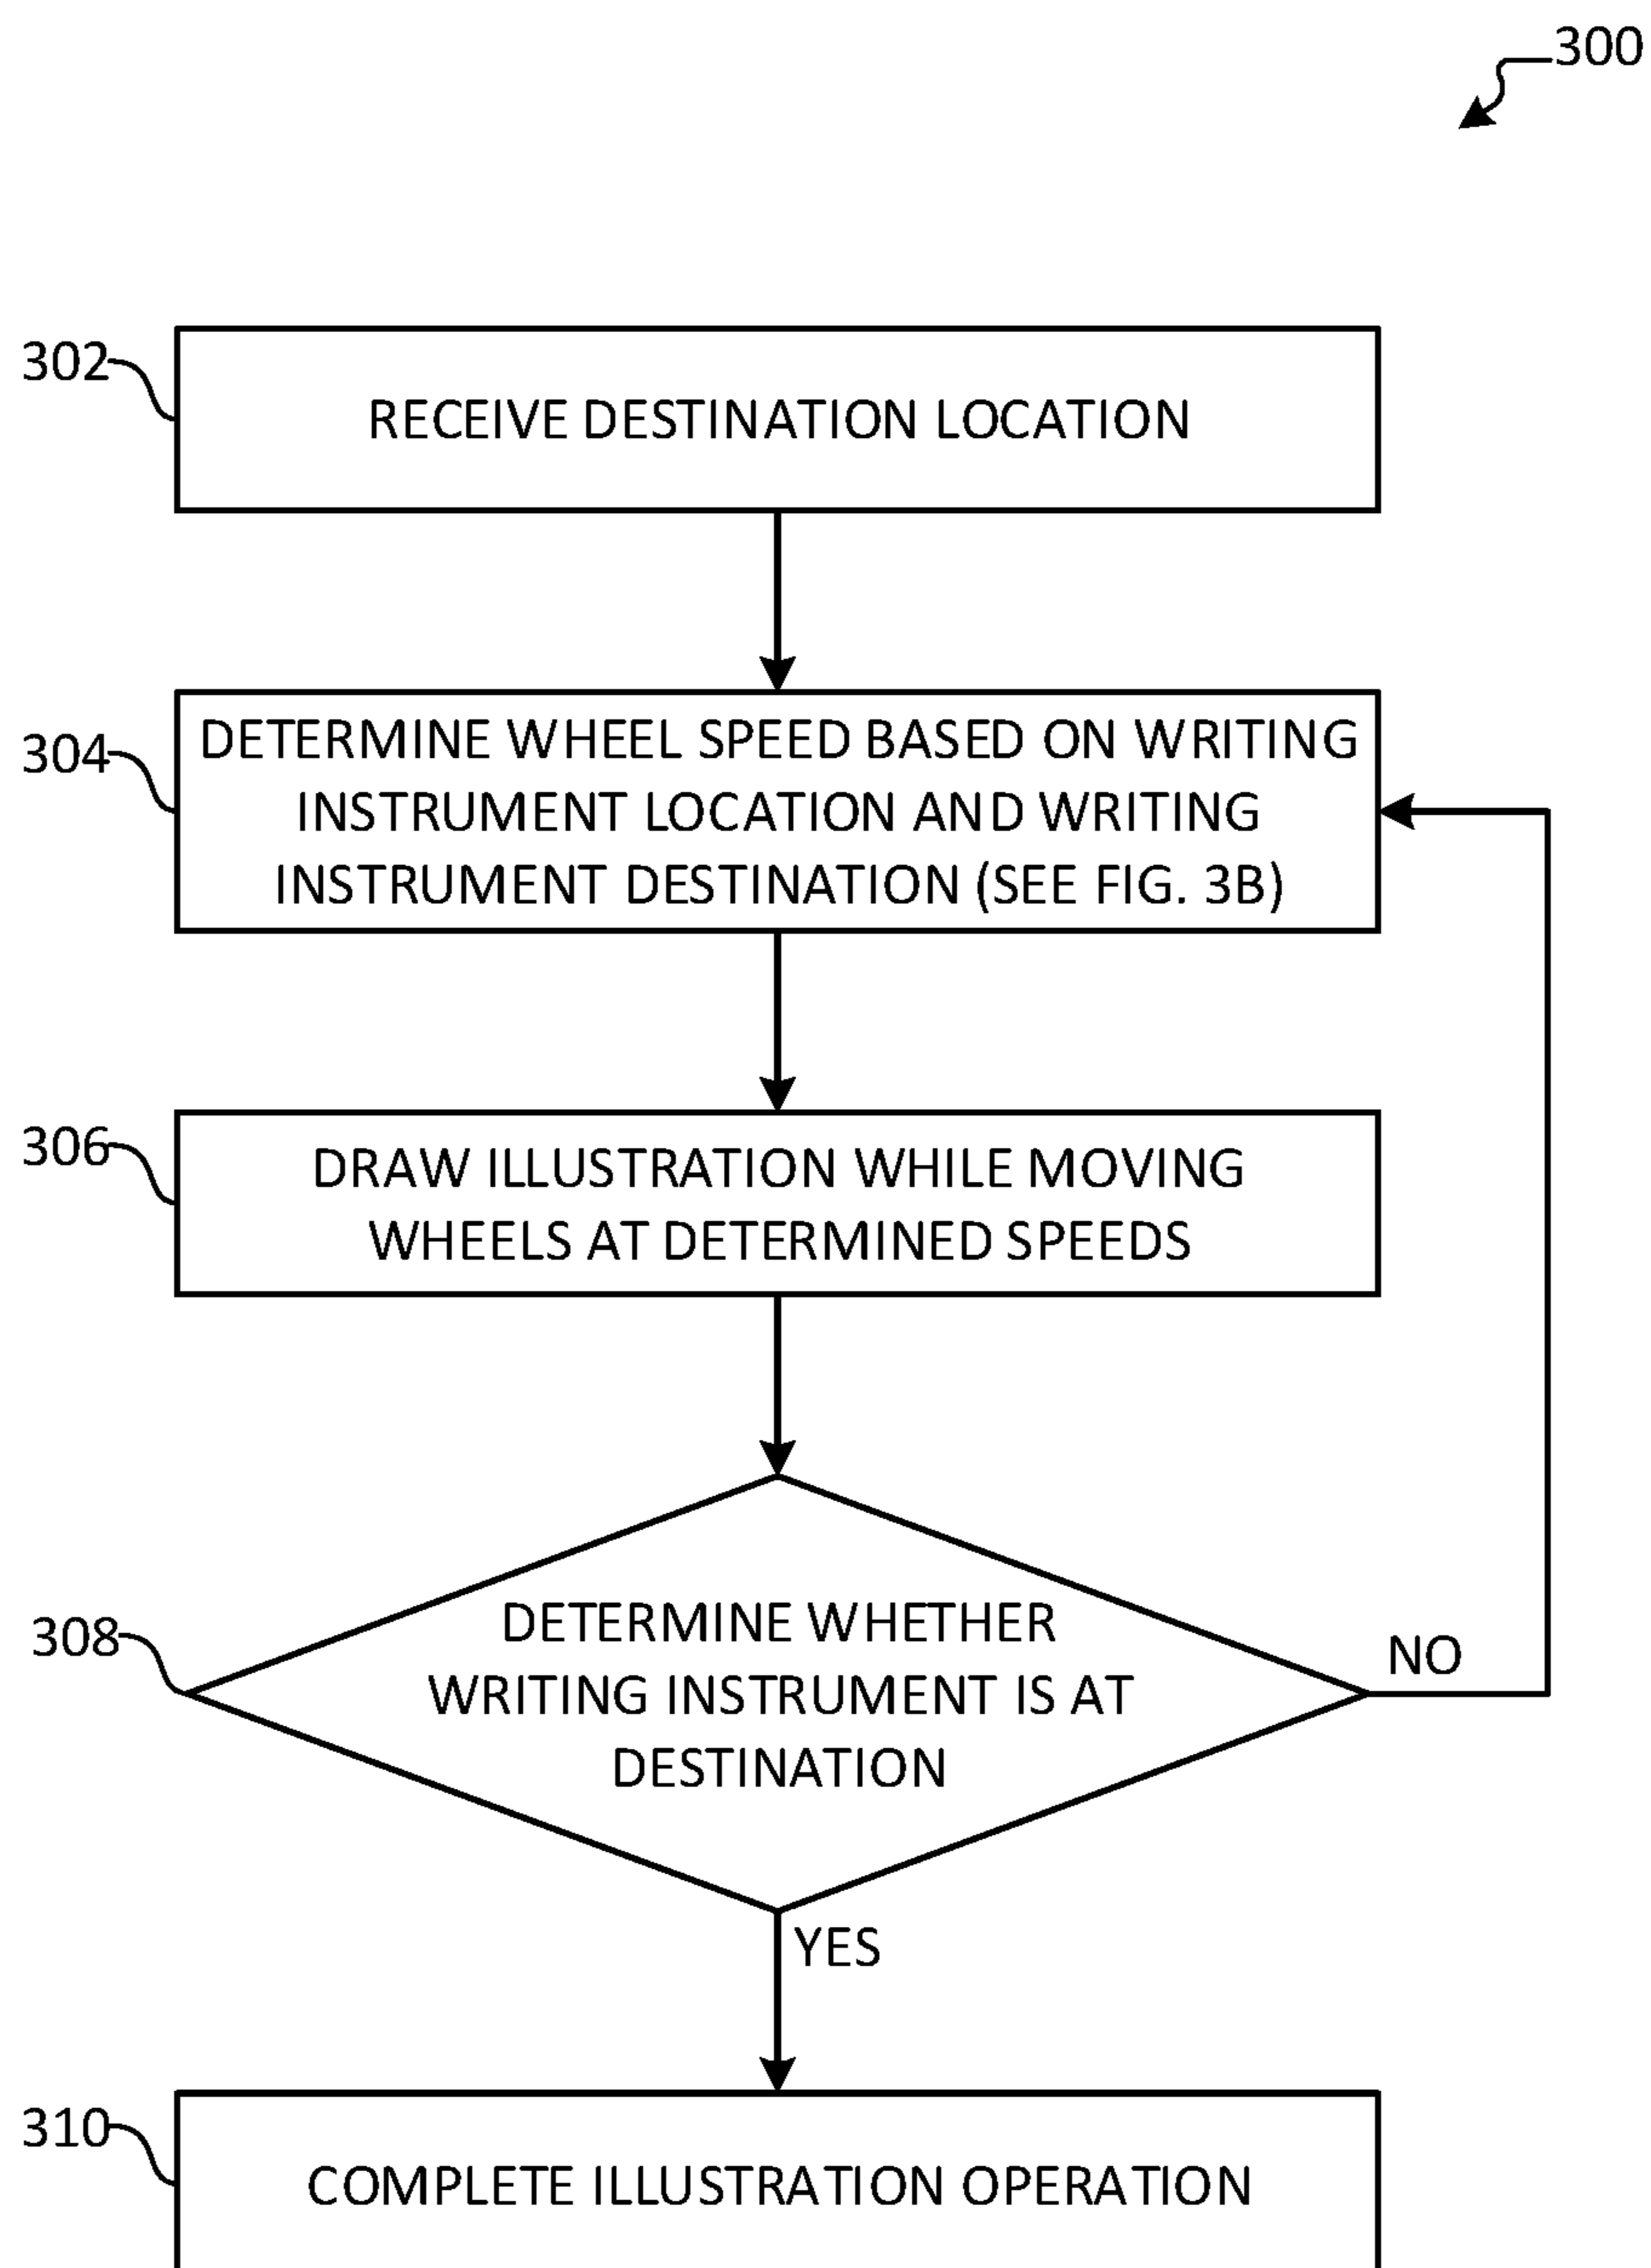 300
302
RECEIVE DESTINATION LOCATION
304
DETERMINE WHEEL SPEED BASED ON WRITING
INSTRUMENT LOCATION AND WRITING
INSTRUMENT DESTINATION (SEE FIG. 3B)
306
DRAW ILLUSTRATION WHILE MOVING
WHEELS AT DETERMINED SPEEDS
308
DETERMINE WHETHER
WRITING INSTRUMENT IS AT
DESTINATION
NO
YES
310
COMPLETE ILLUSTRATION OPERATION